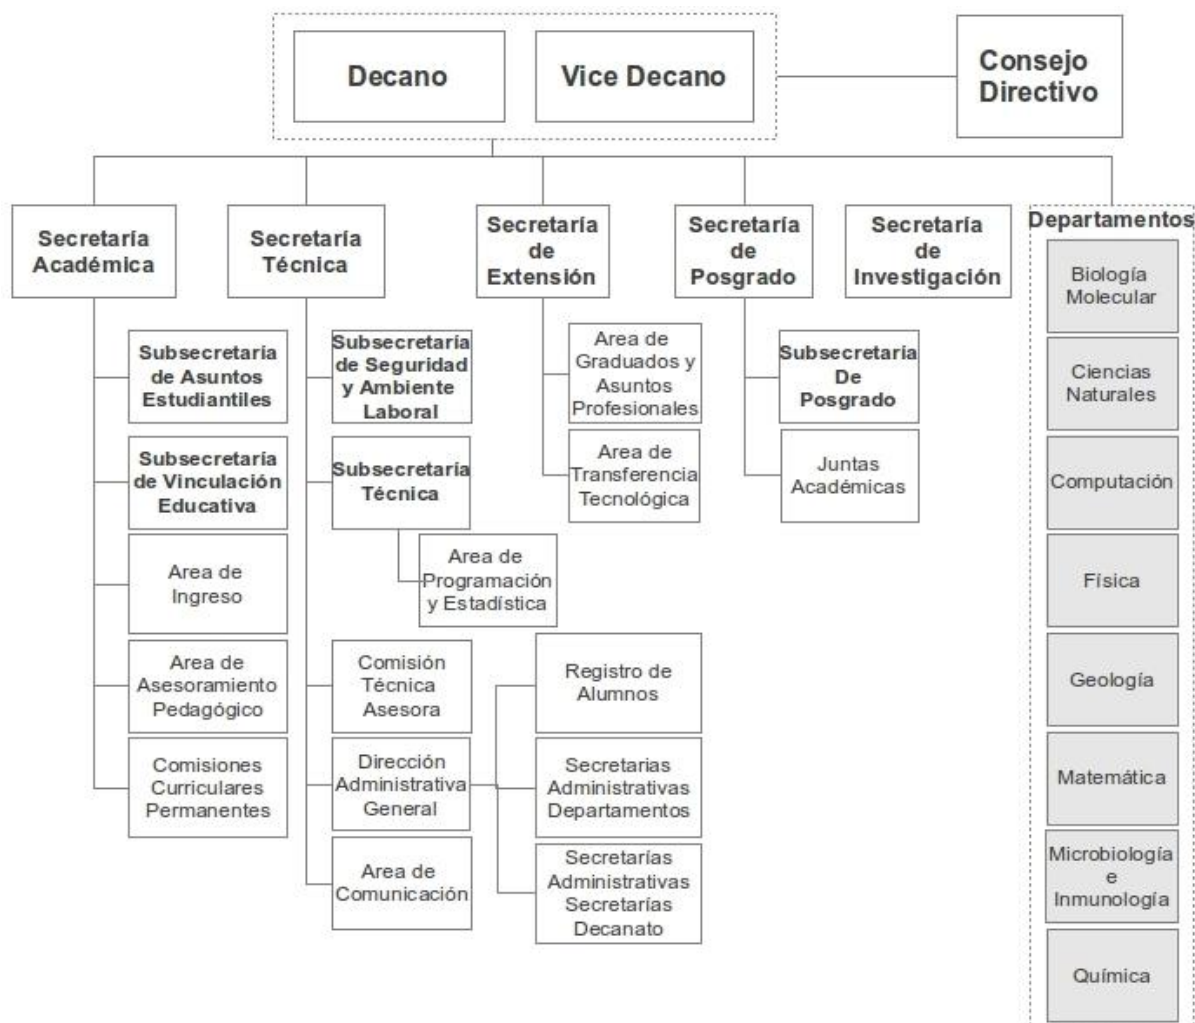 Decano
Vice Decano
Consejo
Directivo
Secretaría
Académica
Secretaría
Técnica
Secretaría
de
Extensión
Secretaría
de
Posgrado
Secretaría
de
Investigación
Departamentos
Subsecretaría
de Asuntos
Estudiantiles
Subsecretaría
de Vinculación
Educativa
Area de
Ingreso
Area de
Asesoramiento
Pedagógico
Comisiones
Curriculares
Permanentes
Subsecretaría
de Seguridad
y Ambiente
Laboral
Subsecretaría
Técnica
Area de
Programación
y Estadística
Comisión
Técnica
Asesora
Dirección
Administrativa
General
Area de
Comunicación
Registro de
Alumnos
Secretarias
Administrativas
Departamentos
Secretarías
Administrativas
Secretarías
Decanato
Area de
Graduados y
Asuntos
Profesionales
Area de
Transferencia
Tecnológica
Subsecretaría
De
Posgrado
Juntas
Académicas
Biología
Molecular
Ciencias
Naturales
Computación
Física
Geología
Matemática
Microbiología
e
Inmunología
Química